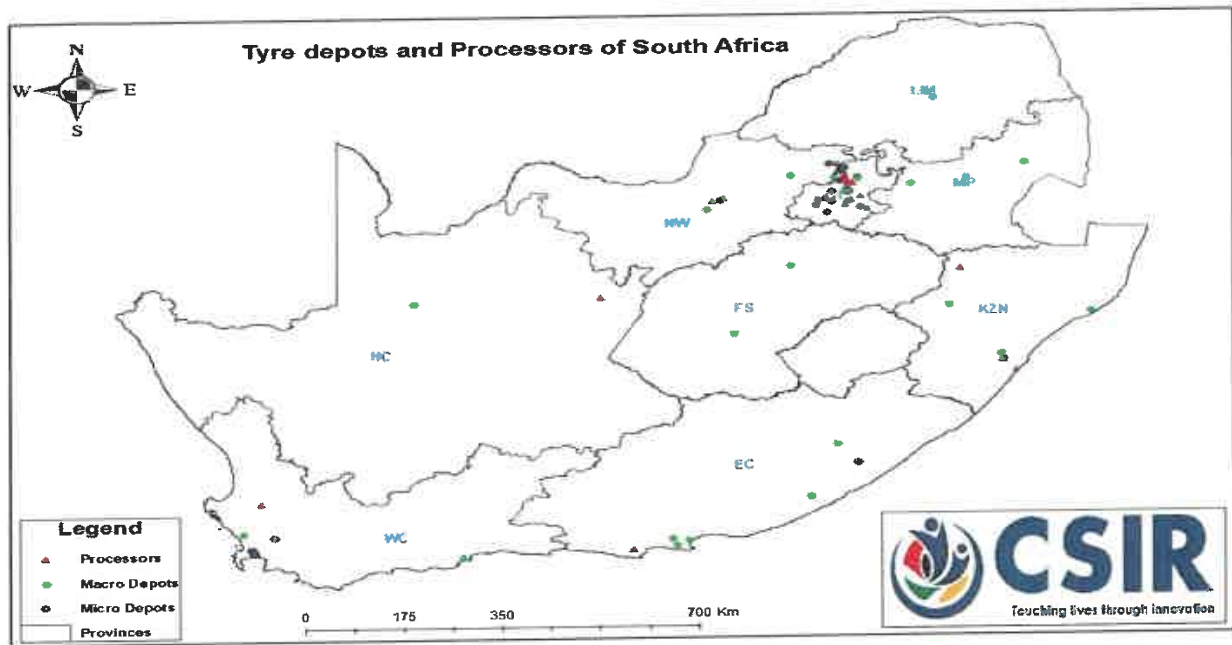 Tyre depots and Processors of South Africa
N
W E
S
LIM
MP
NW
FS
KZN
NC
EC
WC
Legend
Processors
Macro Depots
Micro Depots
Provinces
0 175 350 700 Km
CSIR
Touching lives through innovation